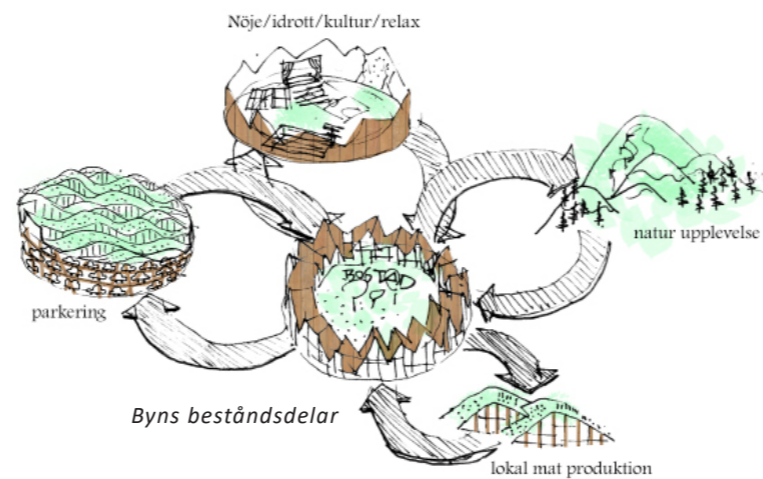 Nöje/idrott/kultur/relax
natur upplevelse
BOSTAD
parkering
Byns beståndsdelar
lokal mat produktion